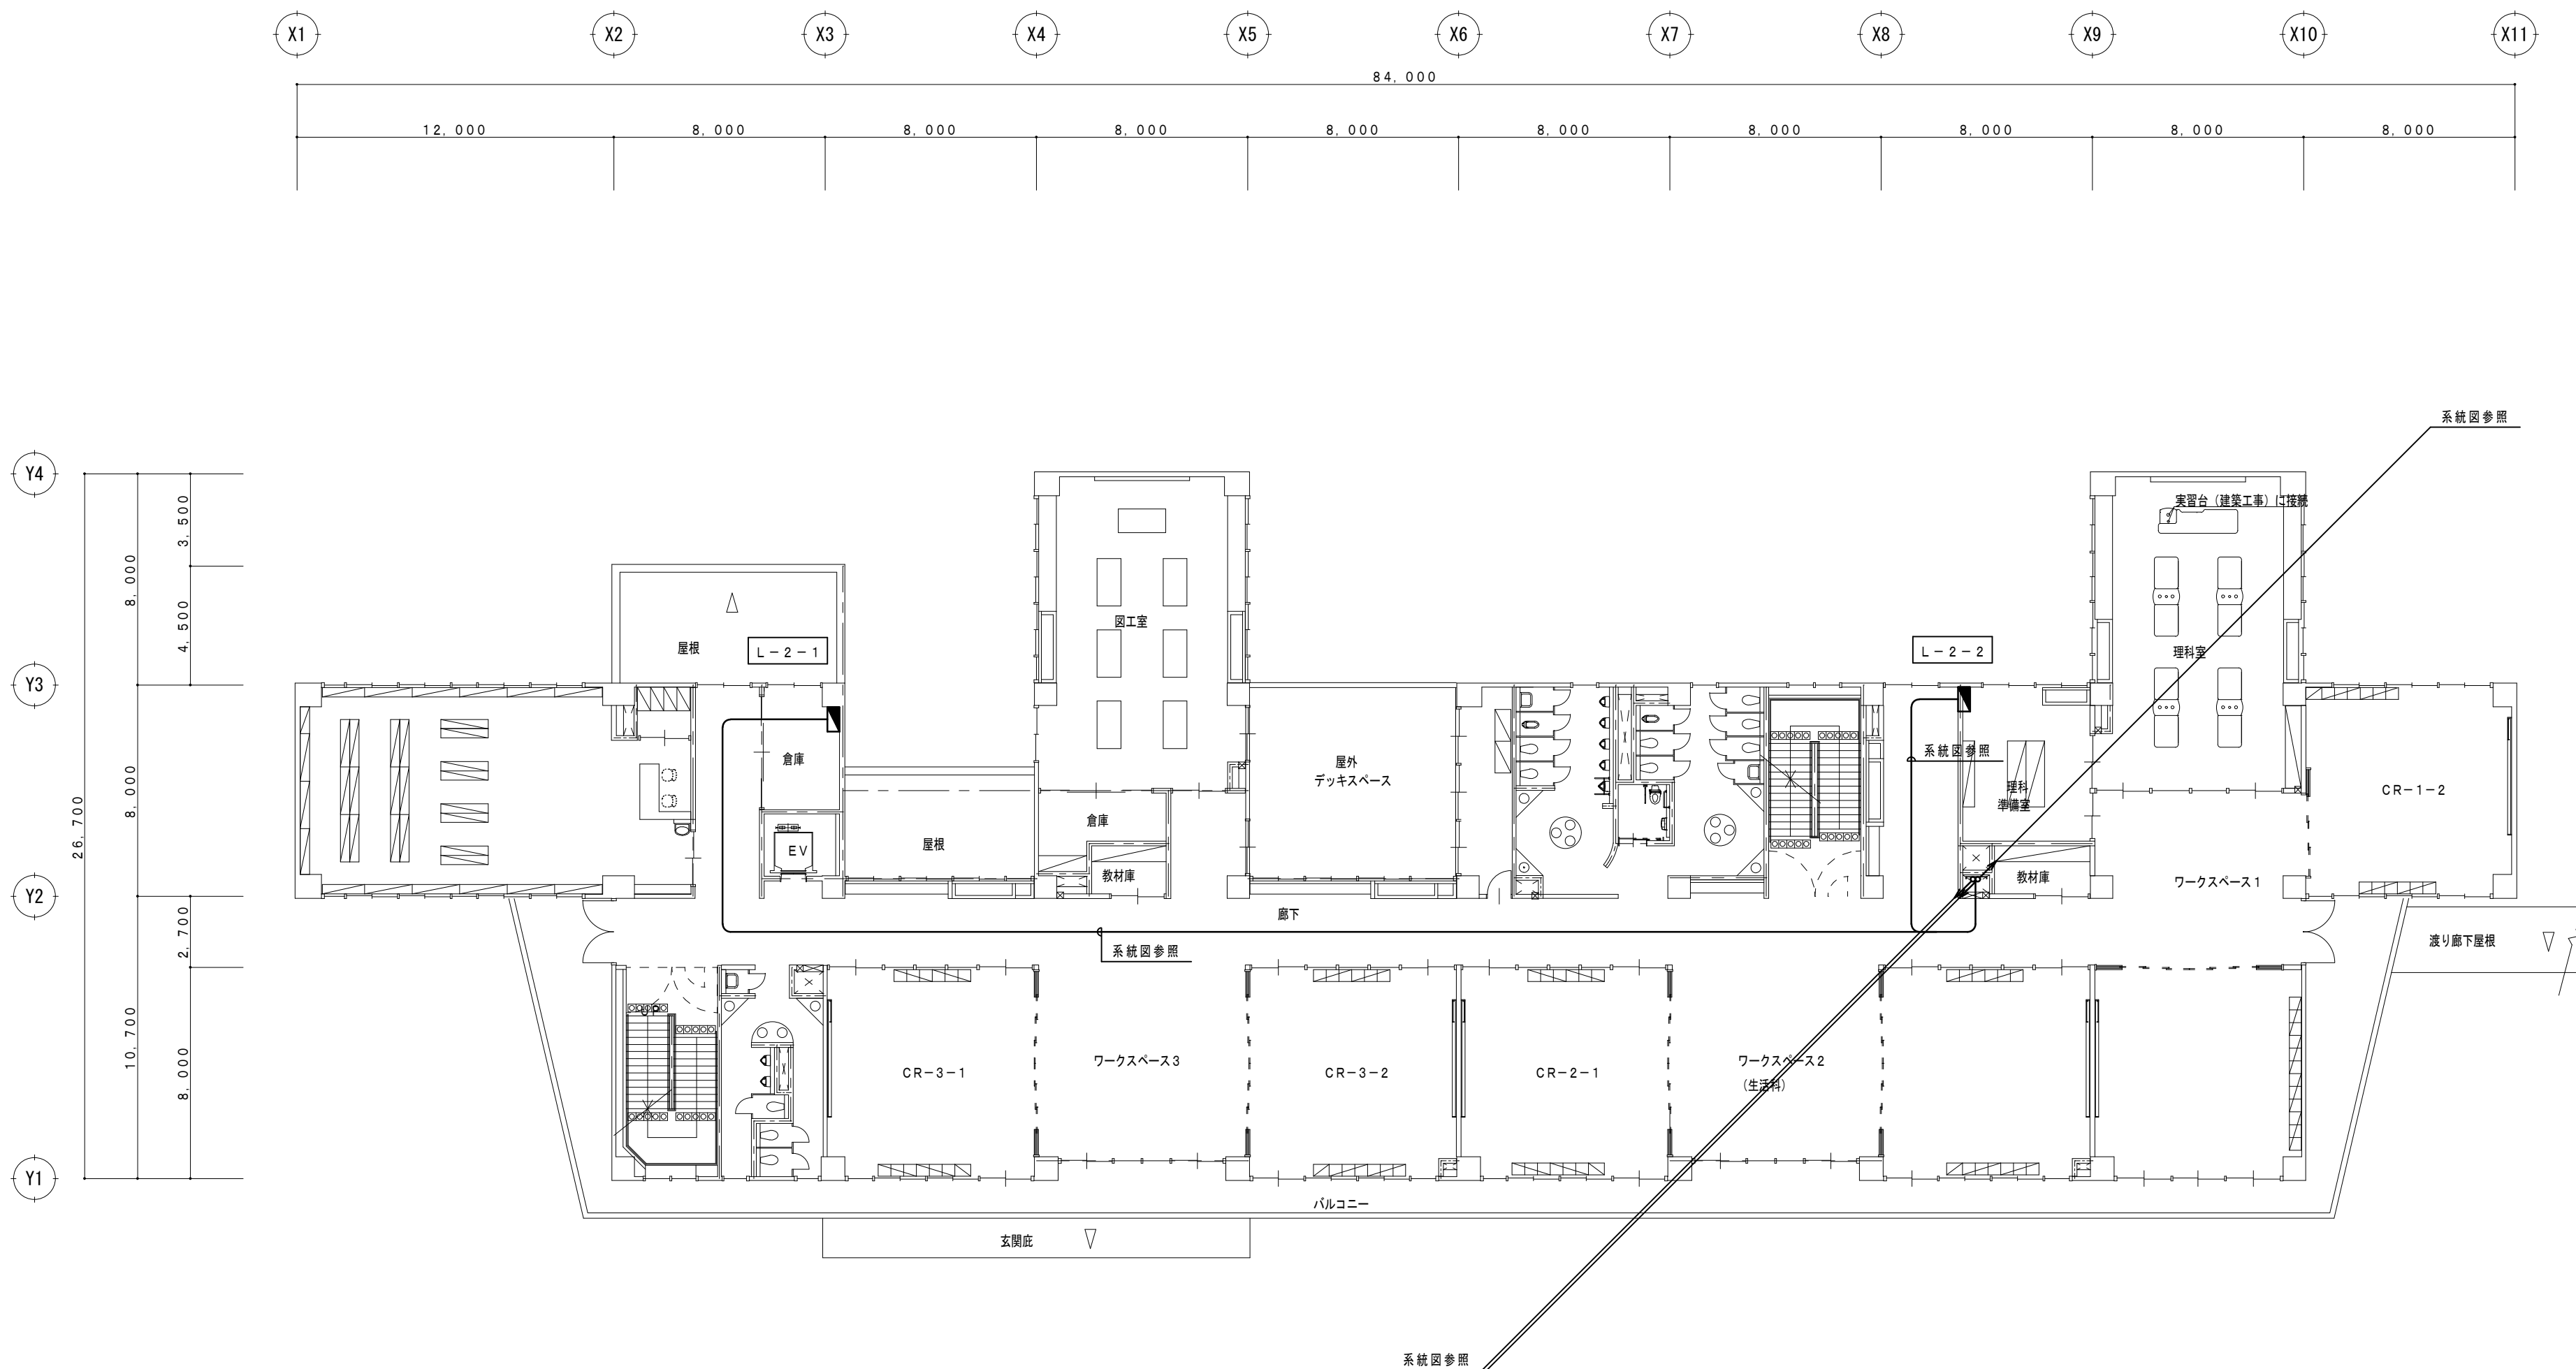 X1 X2 X3 X4 X5 X6 X7 X8 X9 X10 X11
84,000
12,000 8,000 8,000 8,000 8,000 8,000 8,000 8,000 8,000 8,000
系統図参照
Y4
3,500
8,000
4,500
実習台(建築工事)に接続
図工室
屋根
L-2-1
L-2-2
理科室
Y3
倉庫
屋外
デッキスペース
系統図参照
理科
準備室
CR-1-2
8,000
26,700
倉庫
屋根
EV
教材庫
教材庫
ワークスペース1
Y2
廊下
2,700
系統図参照
渡り廊下屋根
10,700
8,000
CR-3-1
ワークスペース3
CR-3-2
CR-2-1
ワークスペース2
(生活科)
Y1
バルコニー
玄関庇
系統図参照